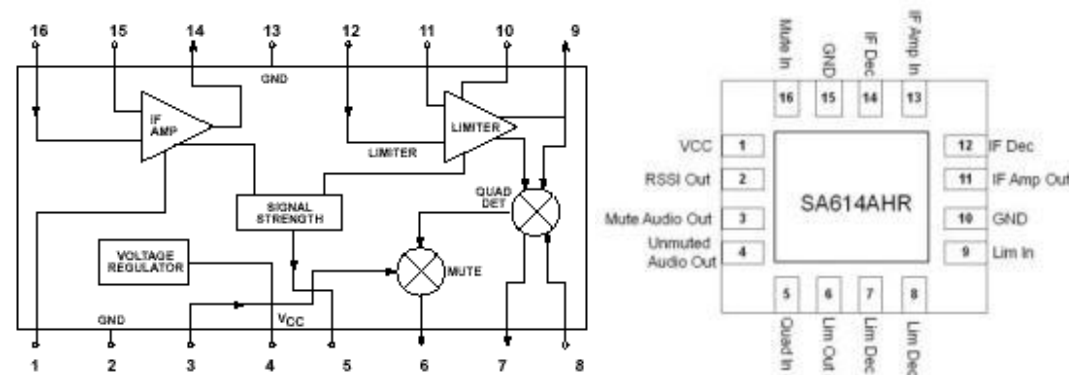 16 15 14 13 12 11 10 9
GND
IF
AMP
LIMITER
LIMITER
QUAD
DET
SIGNAL
STRENGTH
VOLTAGE
REGULATOR
MUTE
GND
VCC
1 2 3 4 5 6 7 8
Mute In
GND
IF Dec
IF Amp In
16 15 14 13
VCC 1
RSSI Out 2
Mute Audio Out 3
Unmuted
Audio Out 4
SA614AHR
12 IF Dec
11 IF Amp Out
10 GND
9 Lim In
5 6 7 8
Quad In
Lim Out
Lim Dec
Lim Dec